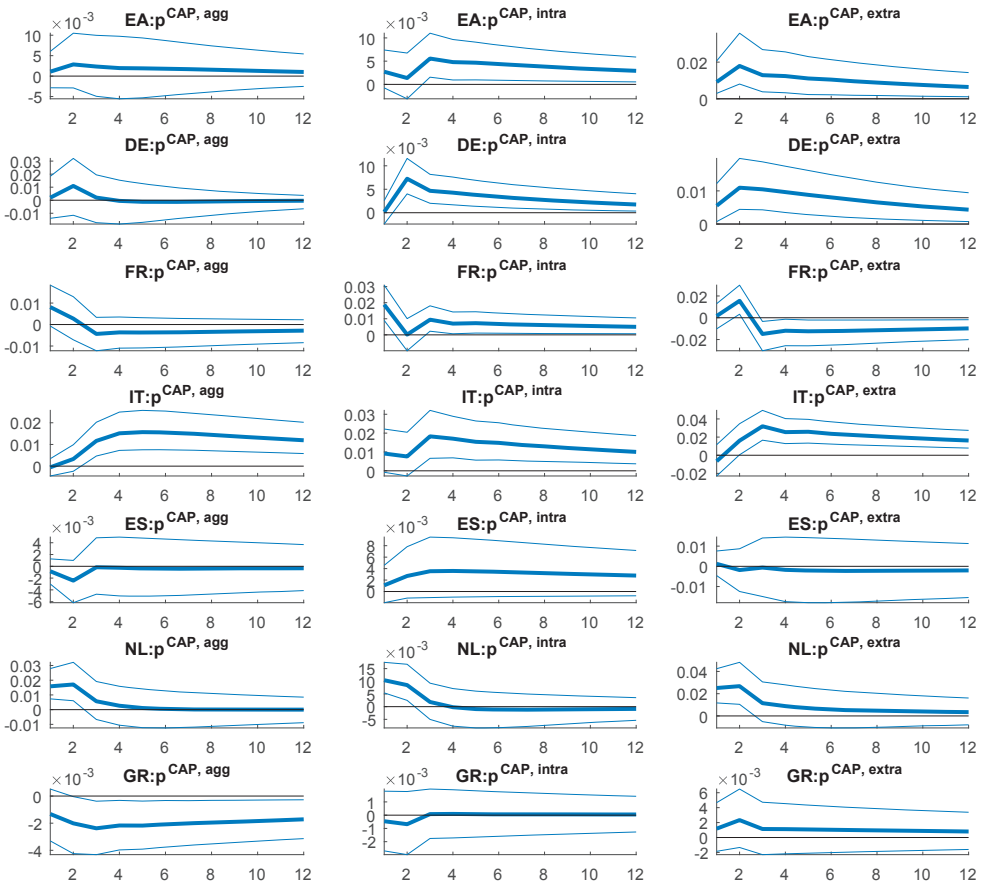 EA:p^CAP, agg EA:p^CAP, intra EA:p^CAP, extra
×10^-3 ×10^-3
10 5 0 -5
10 5 0
0.02 0
2 4 6 8 10 12 2 4 6 8 10 12 2 4 6 8 10 12
DE:p^CAP, agg DE:p^CAP, intra DE:p^CAP, extra
×10^-3
0.03 0.02 0.01 0 -0.01
10 5 0
0.01 0
2 4 6 8 10 12 2 4 6 8 10 12 2 4 6 8 10 12
FR:p^CAP, agg FR:p^CAP, intra FR:p^CAP, extra
0.01 0 -0.01
0.03 0.02 0.01 0
0.02 0 -0.02
2 4 6 8 10 12 2 4 6 8 10 12 2 4 6 8 10 12
IT:p^CAP, agg IT:p^CAP, intra IT:p^CAP, extra
0.02 0.01 0
0.03 0.02 0.01 0
0.04 0.02 0 -0.02
2 4 6 8 10 12 2 4 6 8 10 12 2 4 6 8 10 12
ES:p^CAP, agg ES:p^CAP, intra ES:p^CAP, extra
×10^-3 ×10^-3
4 2 0 -2 -4 -6
8 6 4 2 0
0.01 0 -0.01
2 4 6 8 10 12 2 4 6 8 10 12 2 4 6 8 10 12
NL:p^CAP, agg NL:p^CAP, intra NL:p^CAP, extra
×10^-3
0.03 0.02 0.01 0 -0.01
15 10 5 0 -5
0.04 0.02 0
2 4 6 8 10 12 2 4 6 8 10 12 2 4 6 8 10 12
GR:p^CAP, agg GR:p^CAP, intra GR:p^CAP, extra
×10^-3 ×10^-3 ×10^-3
0 -2 -4
1 0 -1 -2
6 4 2 0 -2
2 4 6 8 10 12 2 4 6 8 10 12 2 4 6 8 10 12